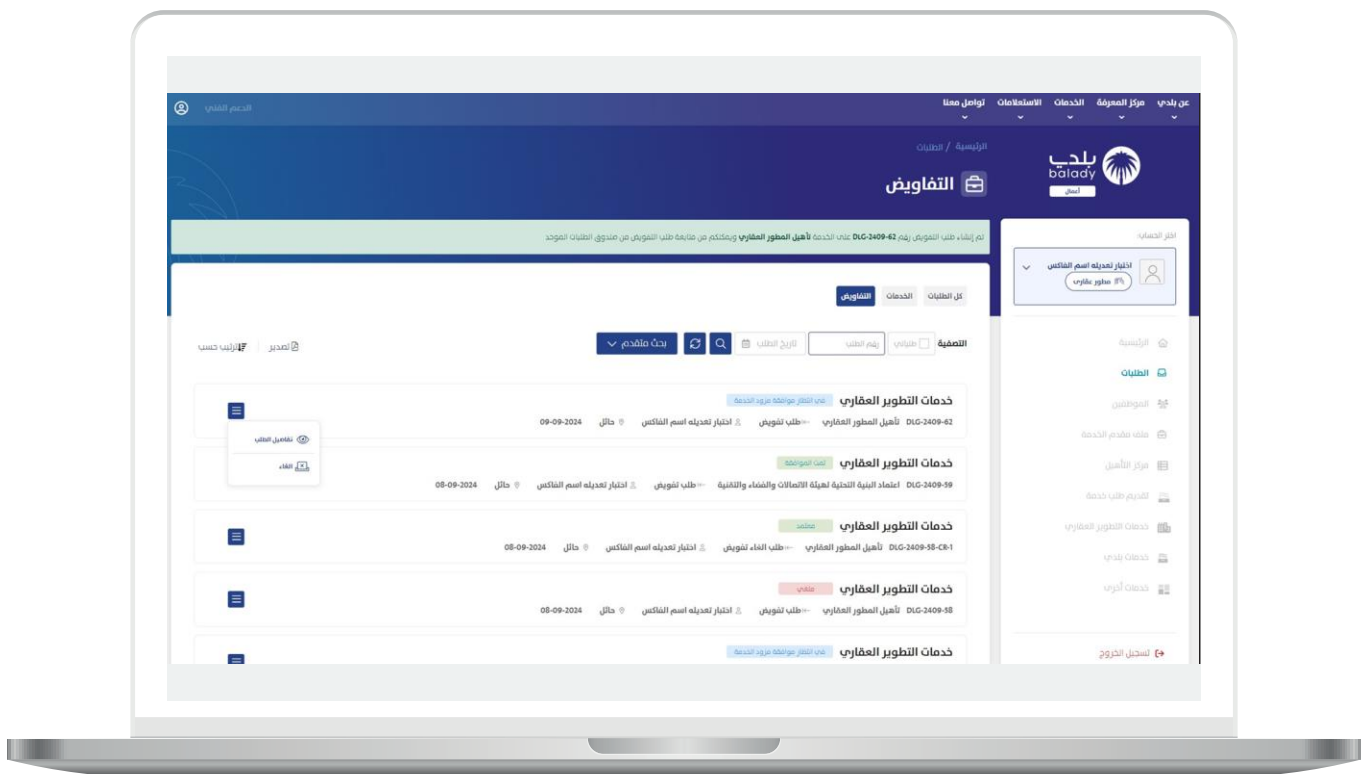 عن بلدي مركز المعرفة الخدمات الاستعلامات تواصل معنا الدعم الفني
بلدي
balady
أعمال
الرئيسية / الطلبات
التفاويض
تم إنشاء طلب التفويض رقم DLG-2409-62 على الخدمة تأهيل المطور العقاري ويمكنكم من متابعة طلب التفويض من صندوق الطلبات الموحد
اختر الحساب
اختبار تعديله اسم الفاكس
مطور عقاري
الرئيسية
الطلبات
الموظفين
ملف مقدم الخدمة
مركز التأهيل
تقديم طلب خدمة
خدمات التطوير العقاري
خدمات بلدي
خدمات أخرى
تسجيل الخروج
كل الطلبات الخدمات التفاويض
التصفية طلباتي رقم الطلب تاريخ الطلب بحث متقدم تصدير ترتيب حسب
خدمات التطوير العقاري في انتظار موافقة مزود الخدمة
DLG-2409-62 تأهيل المطور العقاري طلب تفويض اختبار تعديله اسم الفاكس حائل 09-09-2024
تفاصيل الطلب
الغاء
خدمات التطوير العقاري تمت الموافقة
DLG-2409-59 اعتماد البنية التحتية لهيئة الاتصالات والفضاء والتقنية طلب تفويض اختبار تعديله اسم الفاكس حائل 08-09-2024
خدمات التطوير العقاري معتمد
DLG-2409-58-CR-1 تأهيل المطور العقاري طلب الغاء تفويض اختبار تعديله اسم الفاكس حائل 08-09-2024
خدمات التطوير العقاري ملغي
DLG-2409-58 تأهيل المطور العقاري طلب تفويض اختبار تعديله اسم الفاكس حائل 08-09-2024
خدمات التطوير العقاري في انتظار موافقة مزود الخدمة